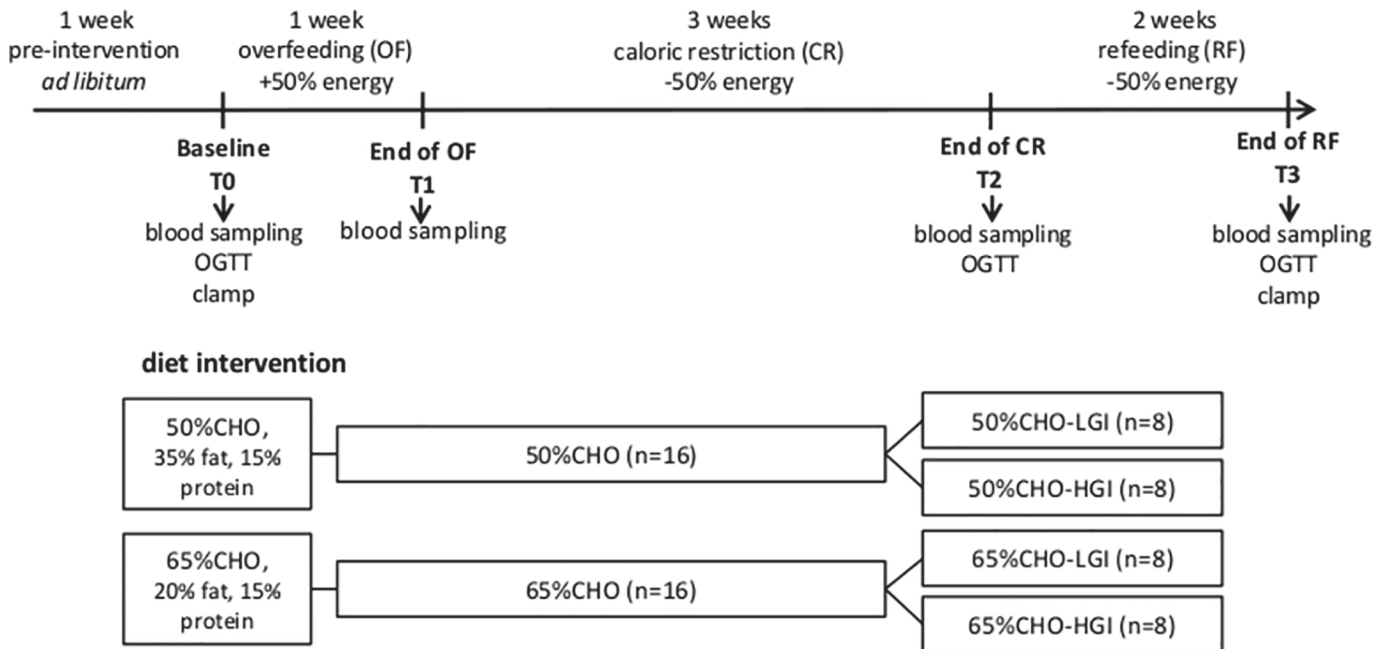 1 week
pre-intervention
ad libitum
1 week
overfeeding (OF)
+50% energy
3 weeks
caloric restriction (CR)
-50% energy
2 weeks
refeeding (RF)
-50% energy
Baseline
T0
blood sampling
OGTT
clamp
End of OF
T1
blood sampling
End of CR
T2
blood sampling
OGTT
End of RF
T3
blood sampling
OGTT
clamp
diet intervention
50%CHO,
35% fat, 15%
protein
50%CHO (n=16)
50%CHO-LGI (n=8)
50%CHO-HGI (n=8)
65%CHO,
20% fat, 15%
protein
65%CHO (n=16)
65%CHO-LGI (n=8)
65%CHO-HGI (n=8)